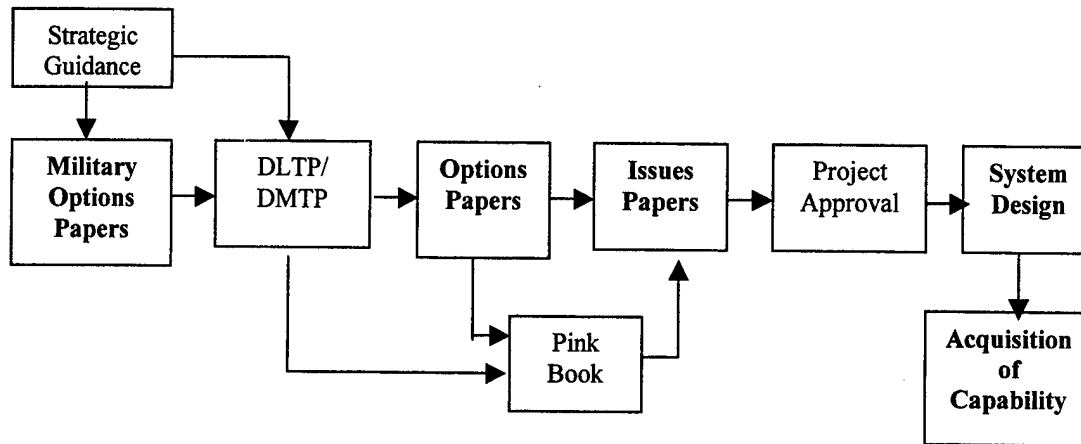 Strategic
Guidance
Military
Options
Papers
DLTP/
DMTP
Options
Papers
Issues
Papers
Project
Approval
System
Design
Pink
Book
Acquisition
of
Capability